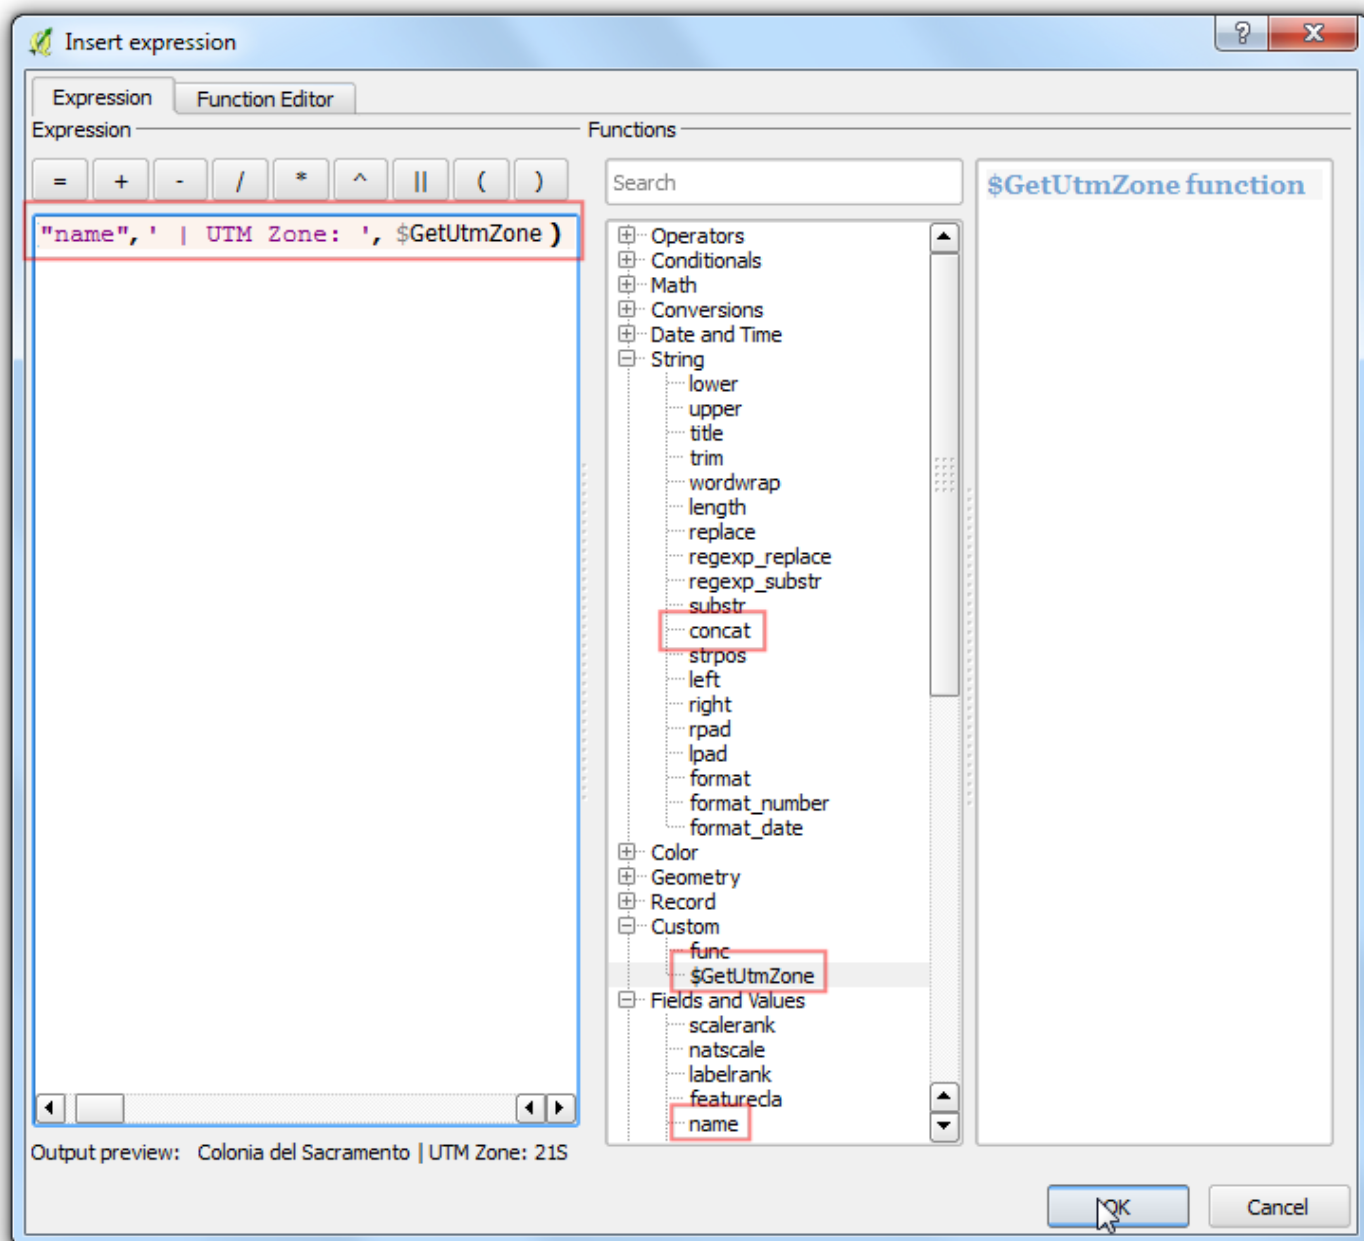 Insert expression
Expression
Function Editor
Expression
Functions
= + - / * ^ || ( )
Search
$GetUtmZone function
"name",' | UTM Zone: ', $GetUtmZone )
Operators
Conditionals
Math
Conversions
Date and Time
String
lower
upper
title
trim
wordwrap
length
replace
regexp_replace
regexp_substr
substr
concat
strpos
left
right
rpad
lpad
format
format_number
format_date
Color
Geometry
Record
Custom
func
$GetUtmZone
Fields and Values
scalerank
natscale
labelrank
featurecla
name
Output preview: Colonia del Sacramento | UTM Zone: 21S
OK
Cancel